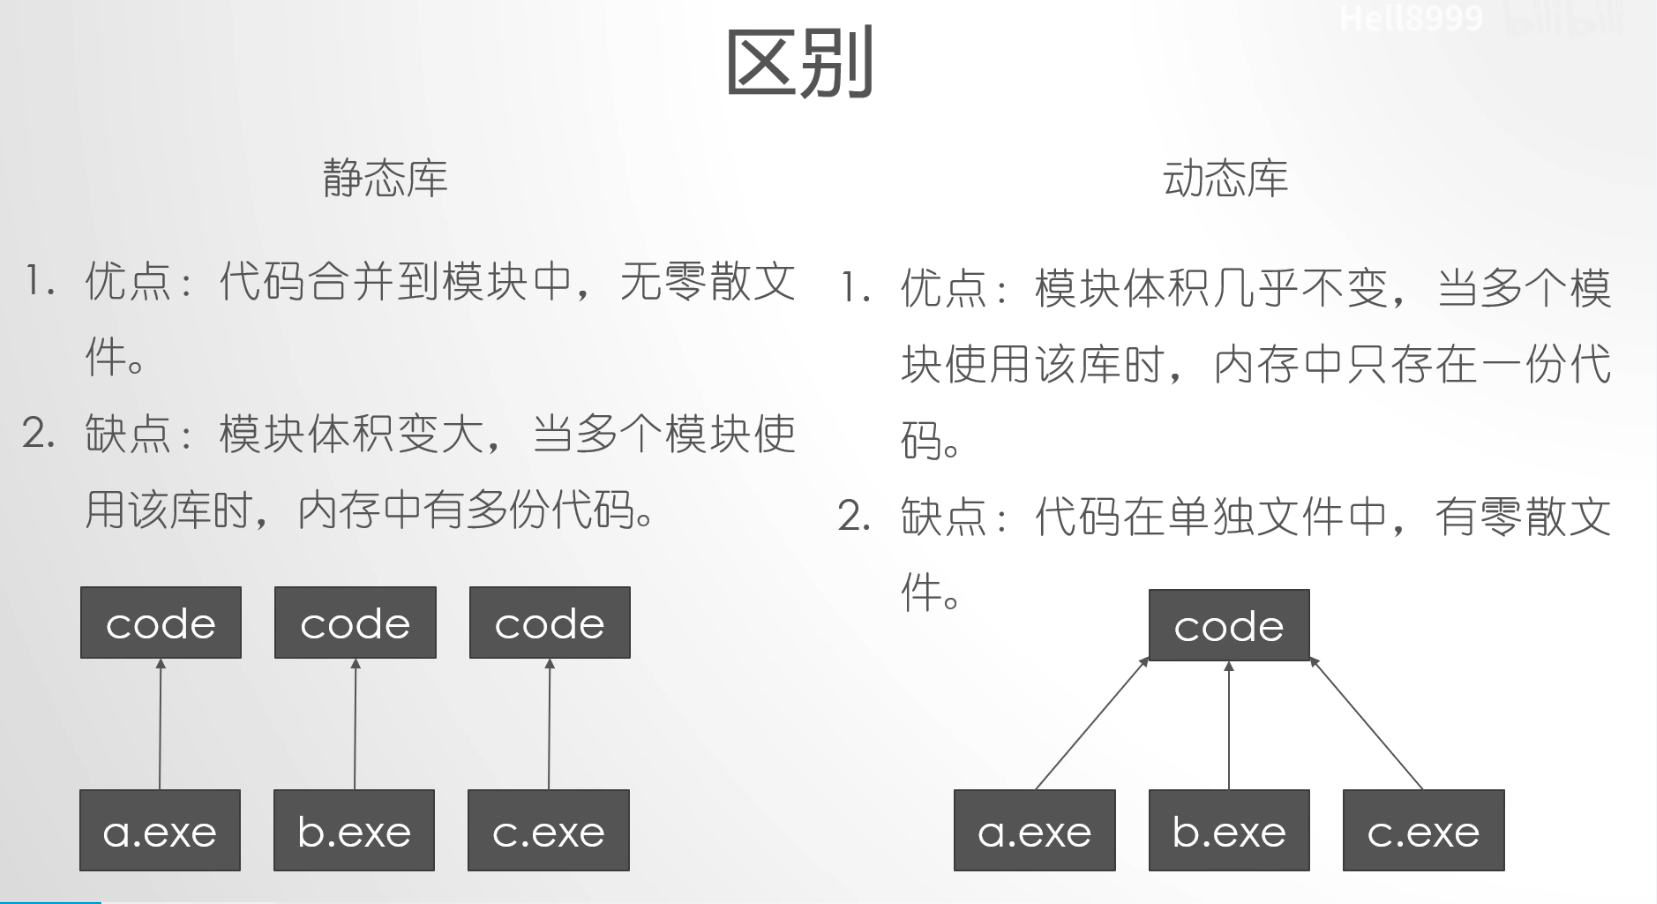 Hell8999 bilibili
区别
静态库
1. 优点：代码合并到模块中，无零散文
件。
2. 缺点：模块体积变大，当多个模块使
用该库时，内存中有多份代码。
code code code
a.exe b.exe c.exe
动态库
1. 优点：模块体积几乎不变，当多个模
块使用该库时，内存中只存在一份代
码。
2. 缺点：代码在单独文件中，有零散文
件。
code
a.exe b.exe c.exe